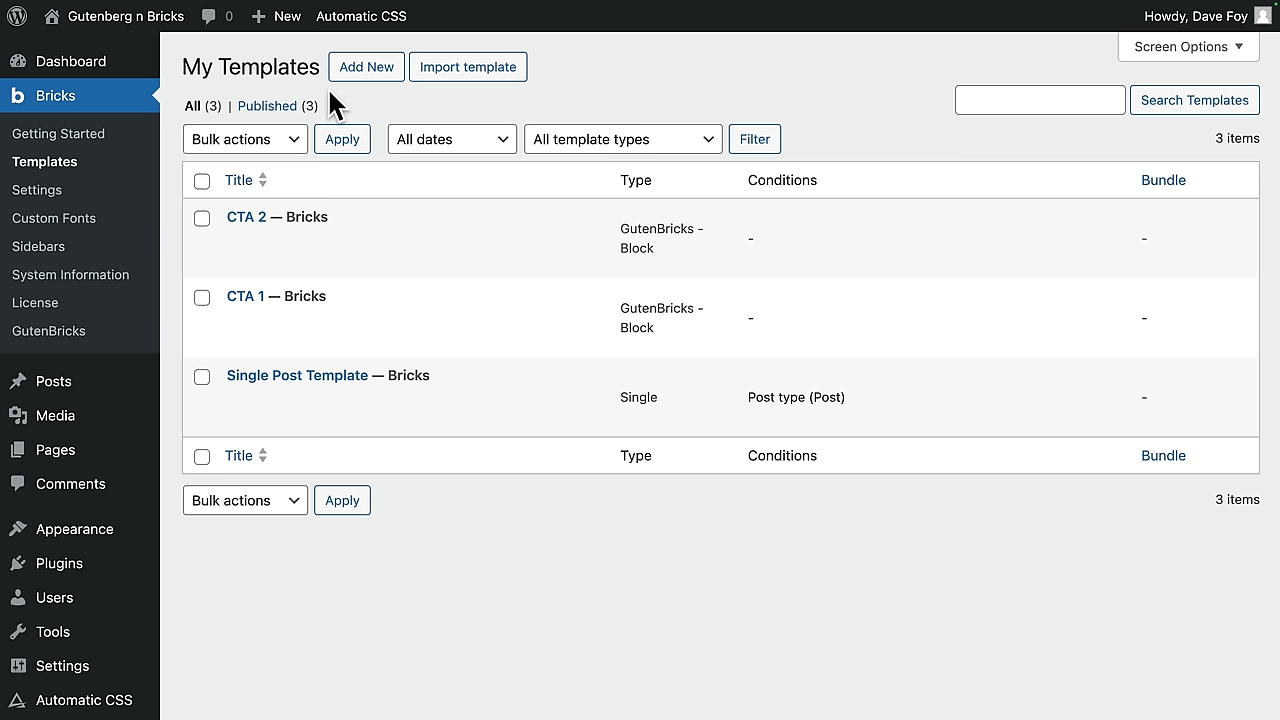 Gutenberg n Bricks 0 New Automatic CSS Howdy, Dave Foy
Dashboard
Bricks
Getting Started
Templates
Settings
Custom Fonts
Sidebars
System Information
License
GutenBricks
Posts
Media
Pages
Comments
Appearance
Plugins
Users
Tools
Settings
Automatic CSS
Screen Options
My Templates Add New Import template
All (3) | Published (3)
Search Templates
Bulk actions Apply All dates All template types Filter 3 items
Title Type Conditions Bundle
CTA 2 — Bricks
GutenBricks -
Block
- -
CTA 1 — Bricks
GutenBricks -
Block
- -
Single Post Template — Bricks
Single Post type (Post) -
Title Type Conditions Bundle
Bulk actions Apply 3 items